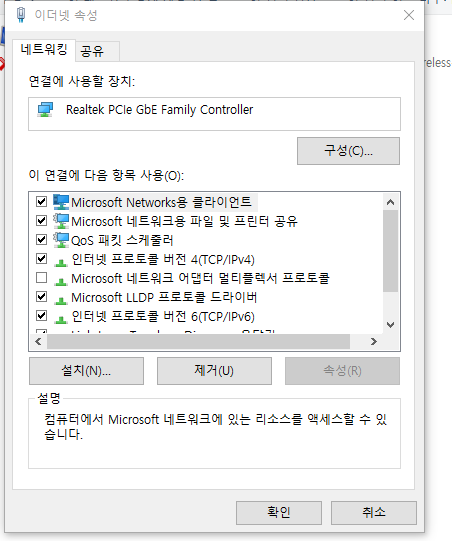 이더넷 속성
네트워킹
공유
연결에 사용할 장치:
Realtek PCIe GbE Family Controller
구성(C)...
이 연결에 다음 항목 사용(O):
Microsoft Networks용 클라이언트
Microsoft 네트워크용 파일 및 프린터 공유
QoS 패킷 스케줄러
인터넷 프로토콜 버전 4(TCP/IPv4)
Microsoft 네트워크 어댑터 멀티플렉서 프로토콜
Microsoft LLDP 프로토콜 드라이버
인터넷 프로토콜 버전 6(TCP/IPv6)
설치(N)...
제거(U)
속성(R)
설명
컴퓨터에서 Microsoft 네트워크에 있는 리소스를 액세스할 수 있
습니다.
확인
취소
reless